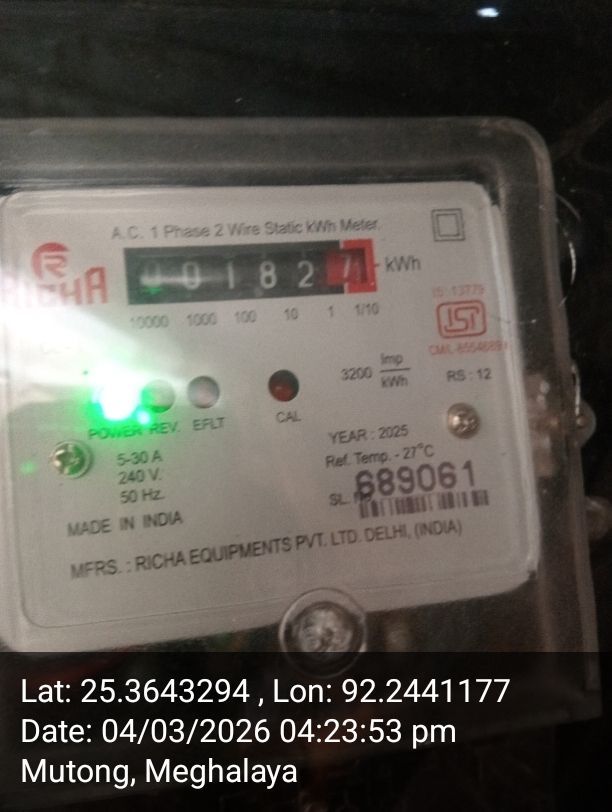 A.C. 1 Phase 2 Wire Static kWh Meter.
RICHA
0 0 1 8 2 7 kWh
10000 1000 100 10 1 1/10
IS:13779
ISI
3200 Imp/kWh
RS : 12
POWER REV. EFLT CAL
YEAR : 2025
Ref. Temp. - 27°C
5-30 A
240 V.
50 Hz.
689061
SL.
MADE IN INDIA
MFRS. : RICHA EQUIPMENTS PVT. LTD. DELHI, (INDIA)
Lat: 25.3643294 , Lon: 92.2441177
Date: 04/03/2026 04:23:53 pm
Mutong, Meghalaya